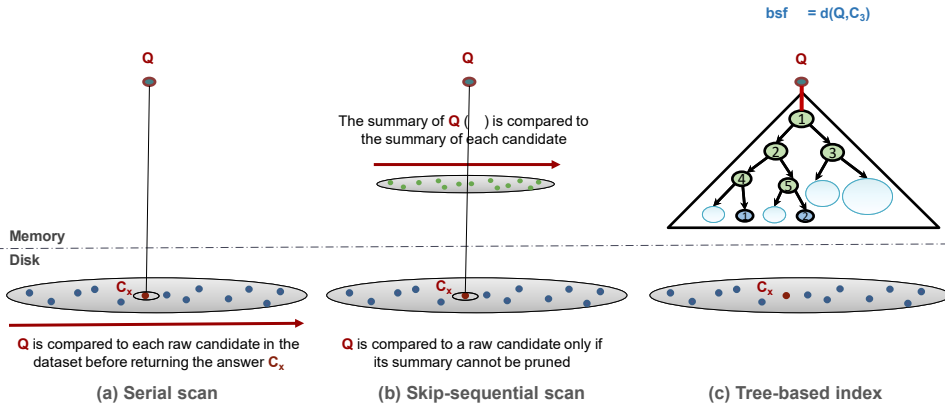 bsf = d(Q,C3)
Q
Q
Q
The summary of Q ( ) is compared to
the summary of each candidate
1
2
3
4
5
1
2
Memory
Disk
Cx
Cx
Cx
Q is compared to each raw candidate in the
dataset before returning the answer Cx
Q is compared to a raw candidate only if
its summary cannot be pruned
(a) Serial scan
(b) Skip-sequential scan
(c) Tree-based index